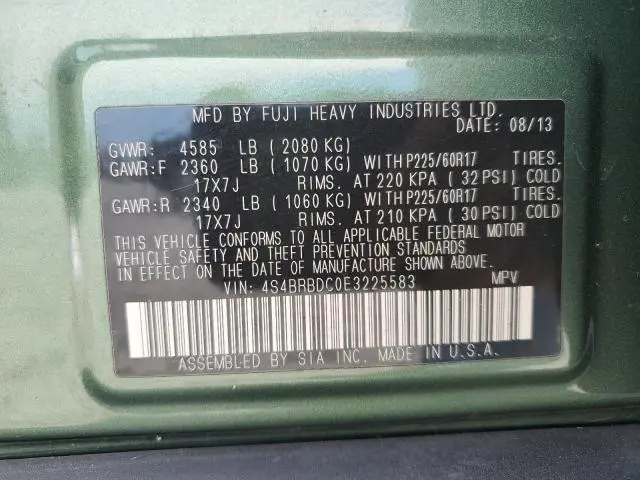 MFD BY FUJI HEAVY INDUSTRIES LTD.
DATE: 08/13
GVWR: 4585 LB (2080 KG)
GAWR:F 2360 LB (1070 KG) WITH P225/60R17 TIRES.
17X7J RIMS. AT 220 KPA (32 PSI) COLD
GAWR:R 2340 LB (1060 KG) WITH P225/60R17 TIRES.
17X7J RIMS. AT 210 KPA (30 PSI) COLD
THIS VEHICLE CONFORMS TO ALL APPLICABLE FEDERAL MOTOR
VEHICLE SAFETY AND THEFT PREVENTION STANDARDS
IN EFFECT ON THE DATE OF MANUFACTURE SHOWN ABOVE.
VIN: 4S4BRBDC0E3225583 MPV
ASSEMBLED BY SIA INC. MADE IN U.S.A.